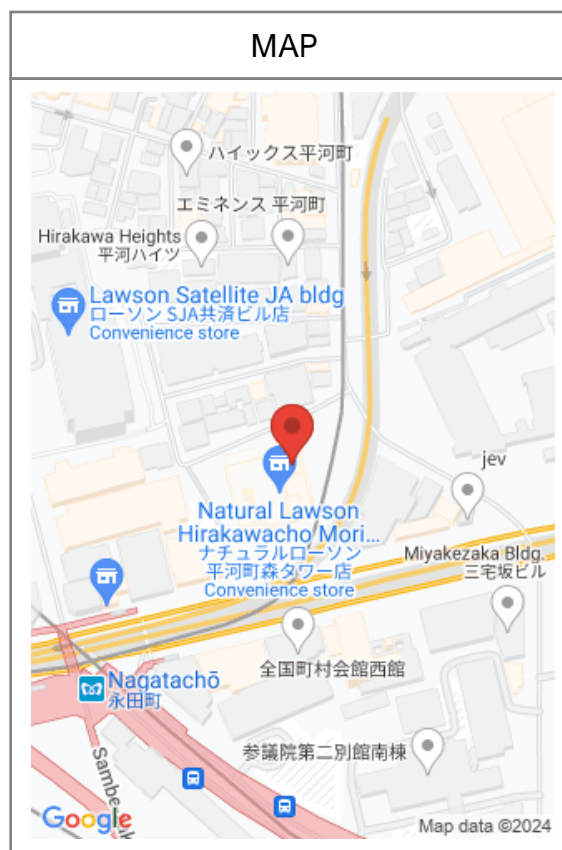 MAP
ハイックス平河町
エミネンス 平河町
Hirakawa Heights
平河ハイツ
Lawson Satellite JA bldg
ローソン SJA共済ビル店
Convenience store
jev
Natural Lawson
Hirakawacho Mori...
ナチュラルローソン
平河町森タワー店
Convenience store
Miyakezaka Bldg.
三宅坂ビル
全国町村会館西館
Nagatachō
永田町
参議院第二別館南棟
Google
Map data ©2024